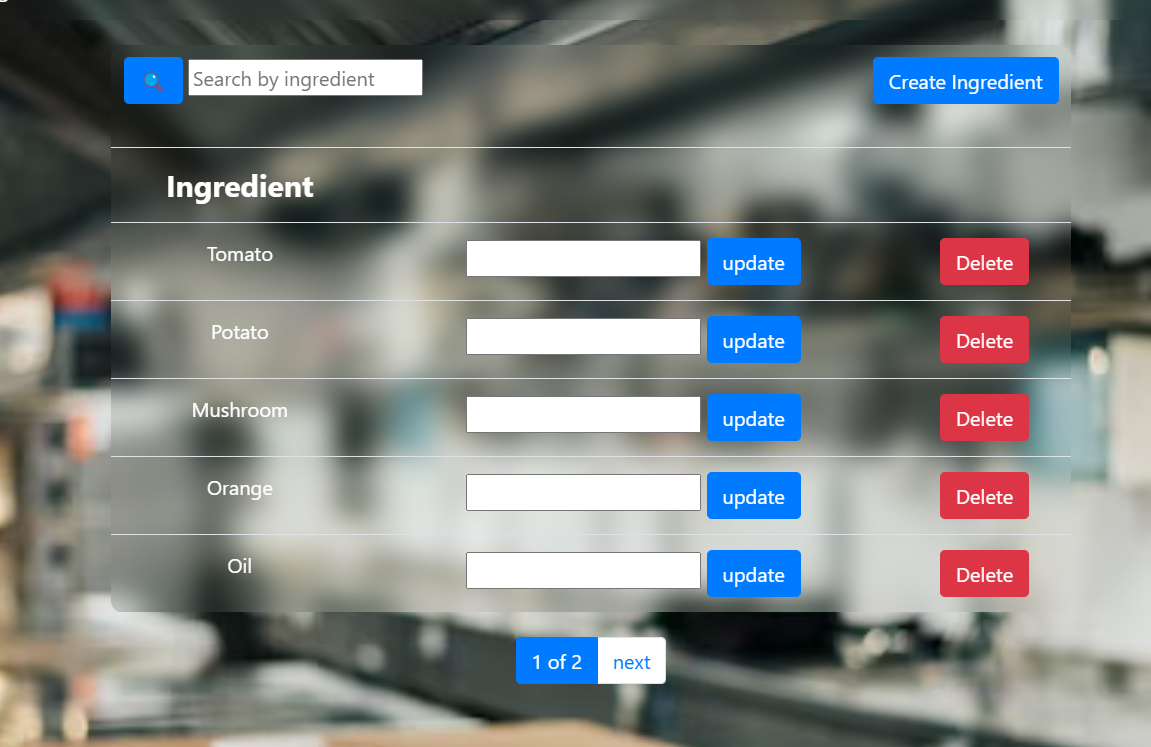 Search by ingredient
Create Ingredient
Ingredient
Tomato update Delete
Potato update Delete
Mushroom update Delete
Orange update Delete
Oil update Delete
1 of 2 next